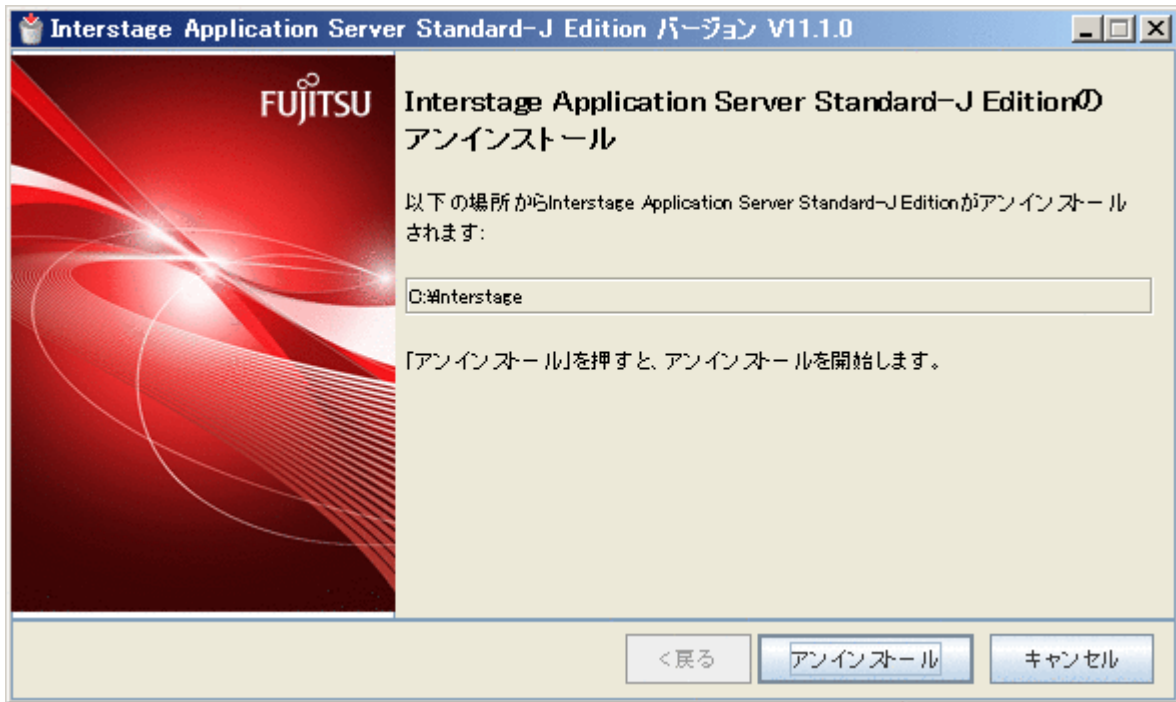 Interstage Application Server Standard-J Edition バージョン V11.1.0
FUJITSU
Interstage Application Server Standard-J Editionの
アンインストール
以下の場所からInterstage Application Server Standard-J Editionがアンインストール
されます:
C:¥Interstage
「アンインストール」を押すと、アンインストールを開始します。
<戻る
アンインストール
キャンセル